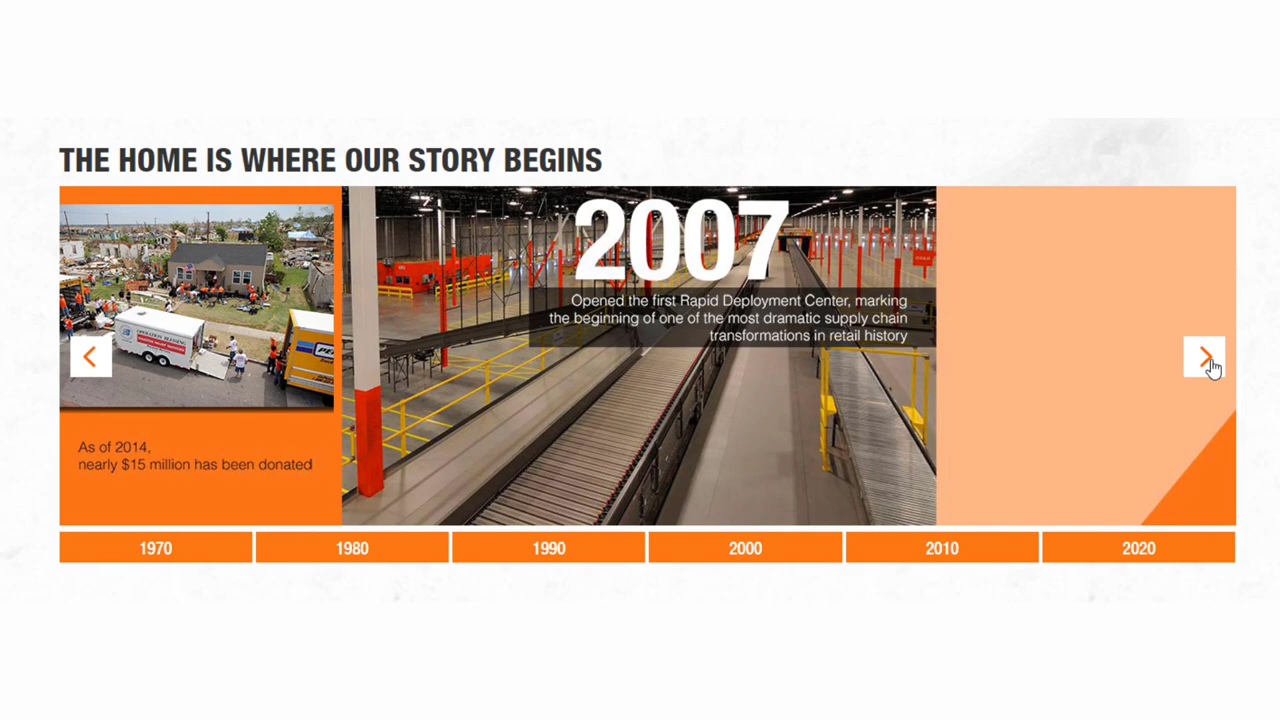 THE HOME IS WHERE OUR STORY BEGINS
2007
Opened the first Rapid Deployment Center, marking
the beginning of one of the most dramatic supply chain
transformations in retail history
As of 2014,
nearly $15 million has been donated
1970
1980
1990
2000
2010
2020